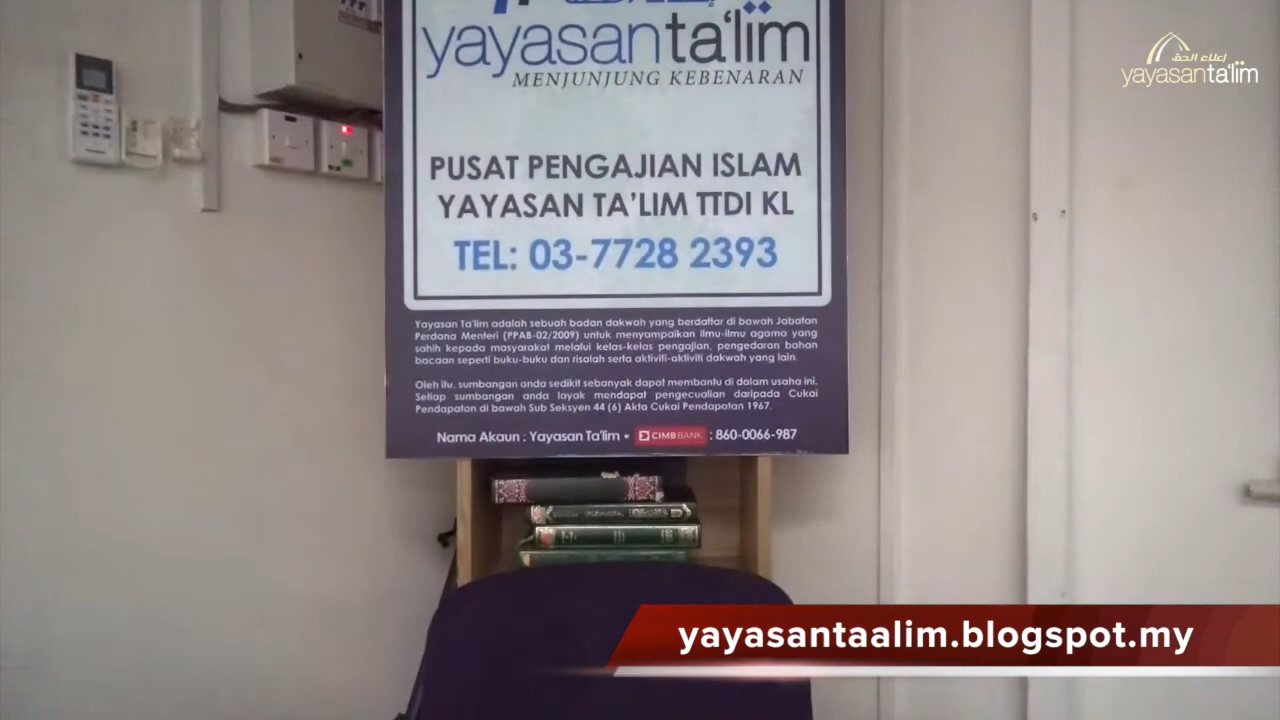 yayasanta'lim
MENJUNJUNG KEBENARAN
إعلاء الحق
yayasanta'lim
PUSAT PENGAJIAN ISLAM
YAYASAN TA'LIM TTDI KL
TEL: 03-7728 2393
Yayasan Ta'lim adalah sebuah badan dakwah yang berdaftar di bawah Jabatan
Perdana Menteri (PPAB-02/2009) untuk menyampaikan ilmu-ilmu agama yang
sahih kepada masyarakat melalui kelas-kelas pengajian, pengedaran bahan
bacaan seperti buku-buku dan risalah serta aktiviti-aktiviti dakwah yang lain.
Oleh itu, sumbangan anda sedikit sebanyak dapat membantu di dalam usaha ini.
Setiap sumbangan anda layak mendapat pengecualian daripada Cukai
Pendapatan di bawah Sub Seksyen 44 (6) Akta Cukai Pendapatan 1967.
Nama Akaun : Yayasan Ta'lim • CIMB BANK : 860-0066-987
yayasantaalim.blogspot.my